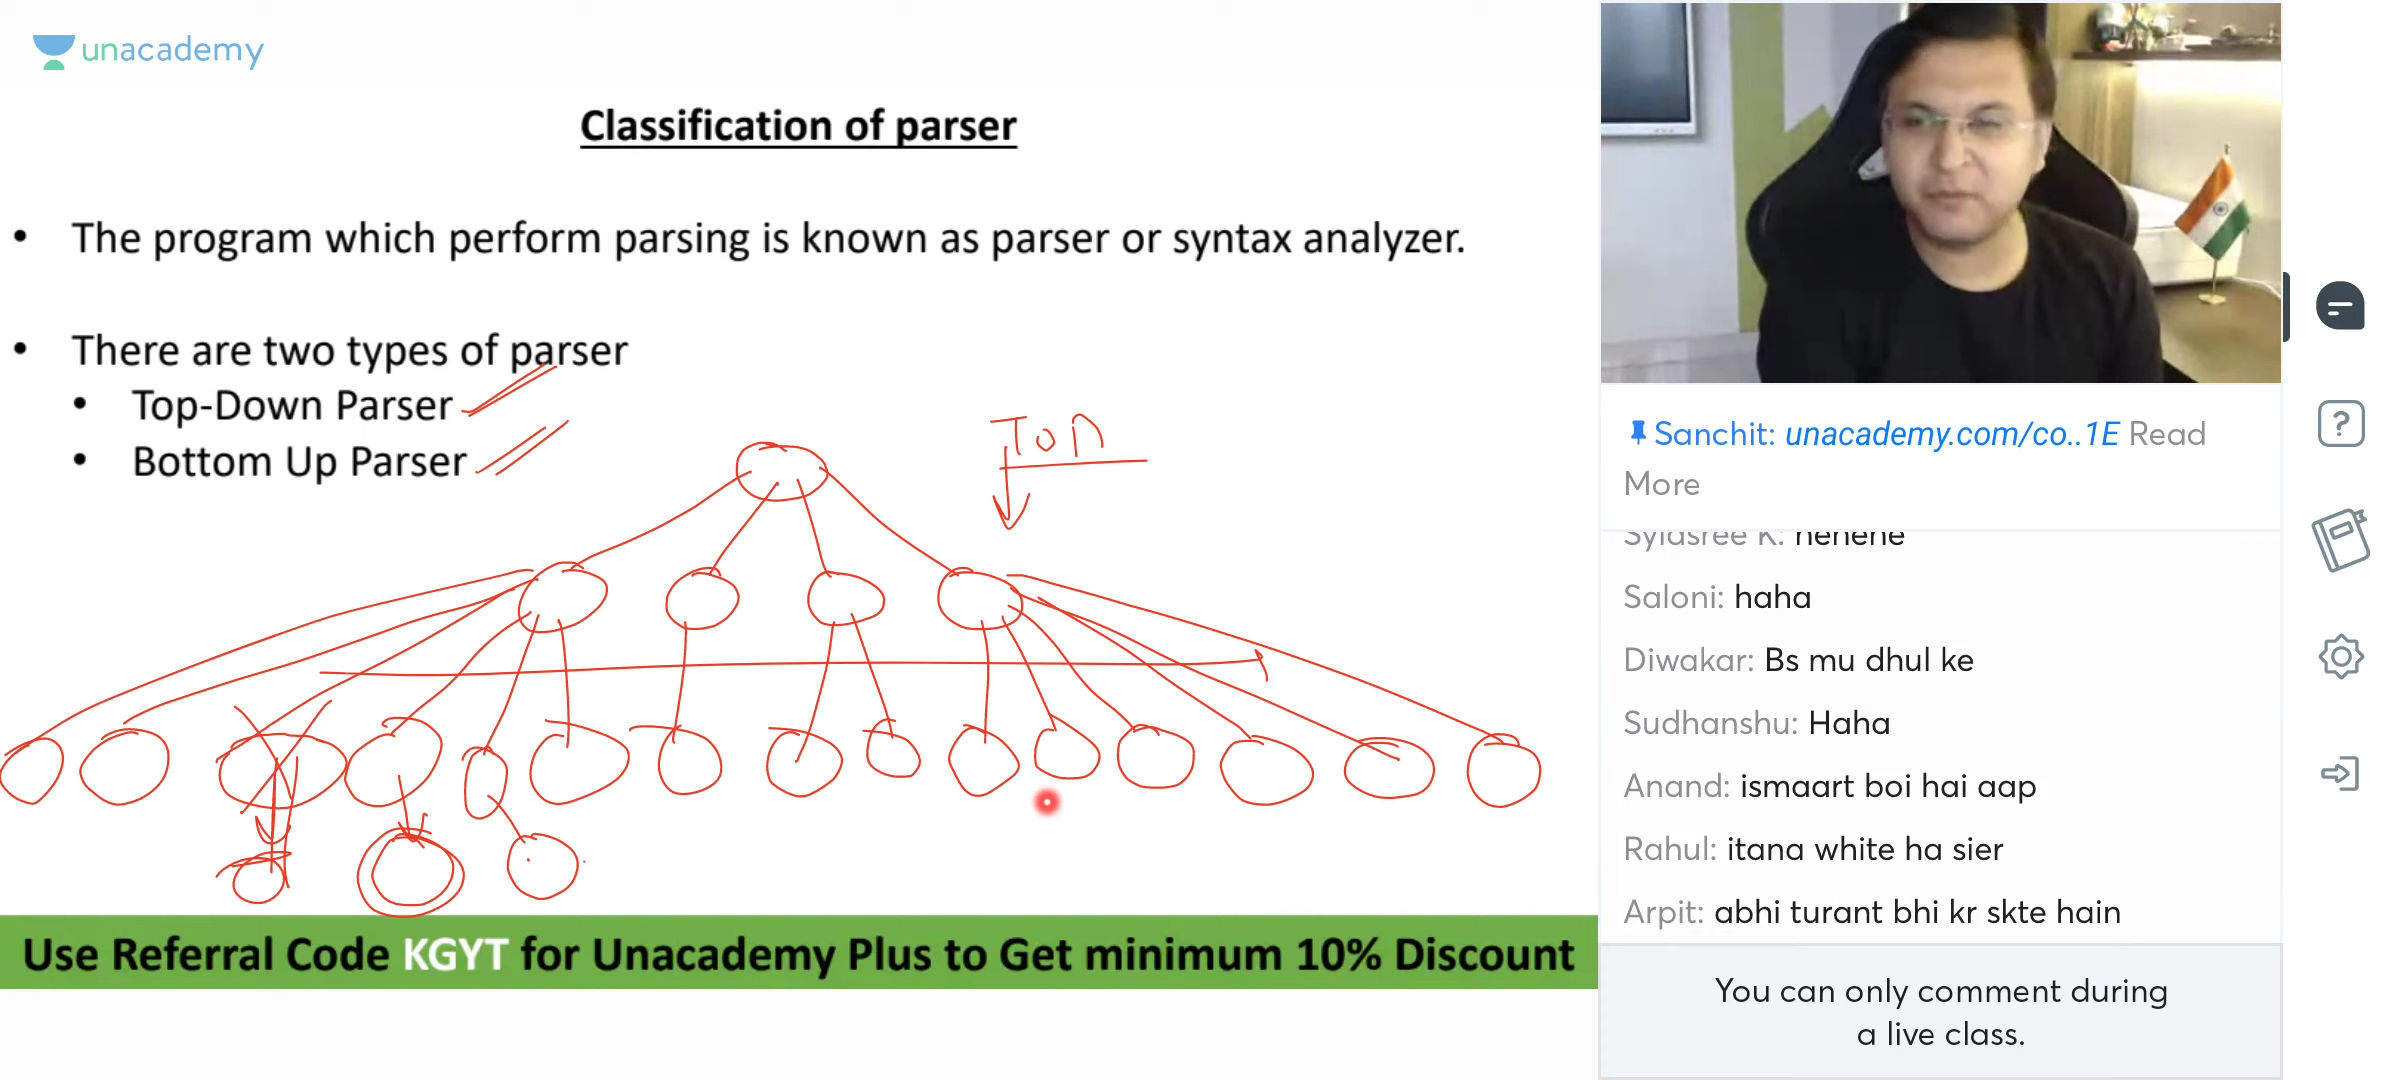 unacademy
Classification of parser
• The program which perform parsing is known as parser or syntax analyzer.
• There are two types of parser
• Top-Down Parser
• Bottom Up Parser
Top
Use Referral Code KGYT for Unacademy Plus to Get minimum 10% Discount
Sanchit: unacademy.com/co..1E Read
More
hehehe
Saloni: haha
Diwakar: Bs mu dhul ke
Sudhanshu: Haha
Anand: ismaart boi hai aap
Rahul: itana white ha sier
Arpit: abhi turant bhi kr skte hain
You can only comment during
a live class.
?